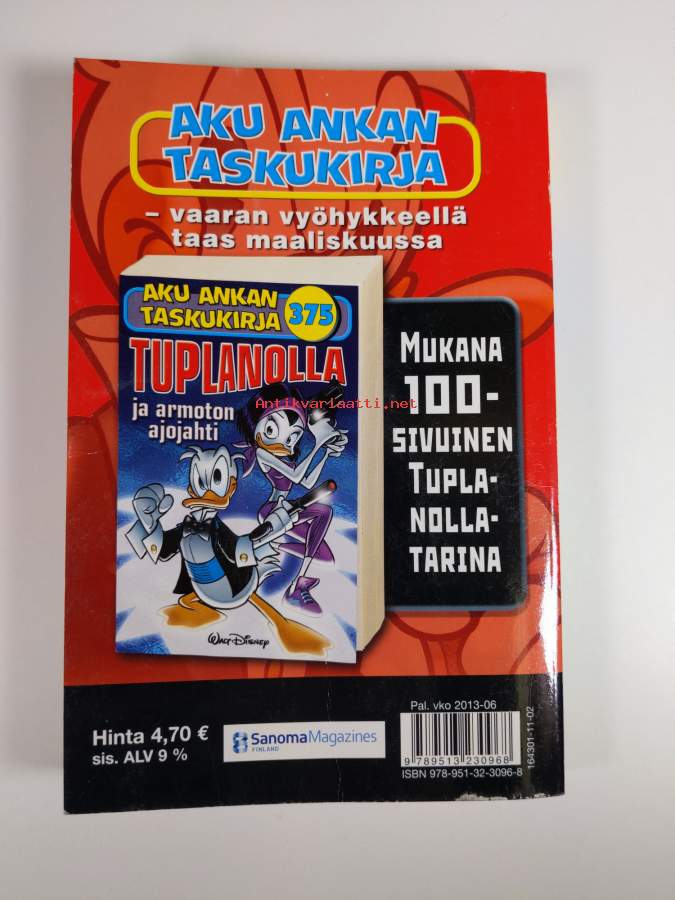 AKU ANKAN
TASKUKIRJA
– vaaran vyöhykkeellä
taas maaliskuussa
AKU ANKAN
TASKUKIRJA
375
TUPLANOLLA
ja armoton
ajojahti
Antikvariaatti.net
MUKANA
100-
SIVUINEN
TUPLA-
NOLLA-
TARINA
WALT DISNEY
Hinta 4,70 €
sis. ALV 9 %
SanomaMagazines
FINLAND
Pal. vko 2013-06
9 789513 230968
ISBN 978-951-32-3096-8
164301-11-02